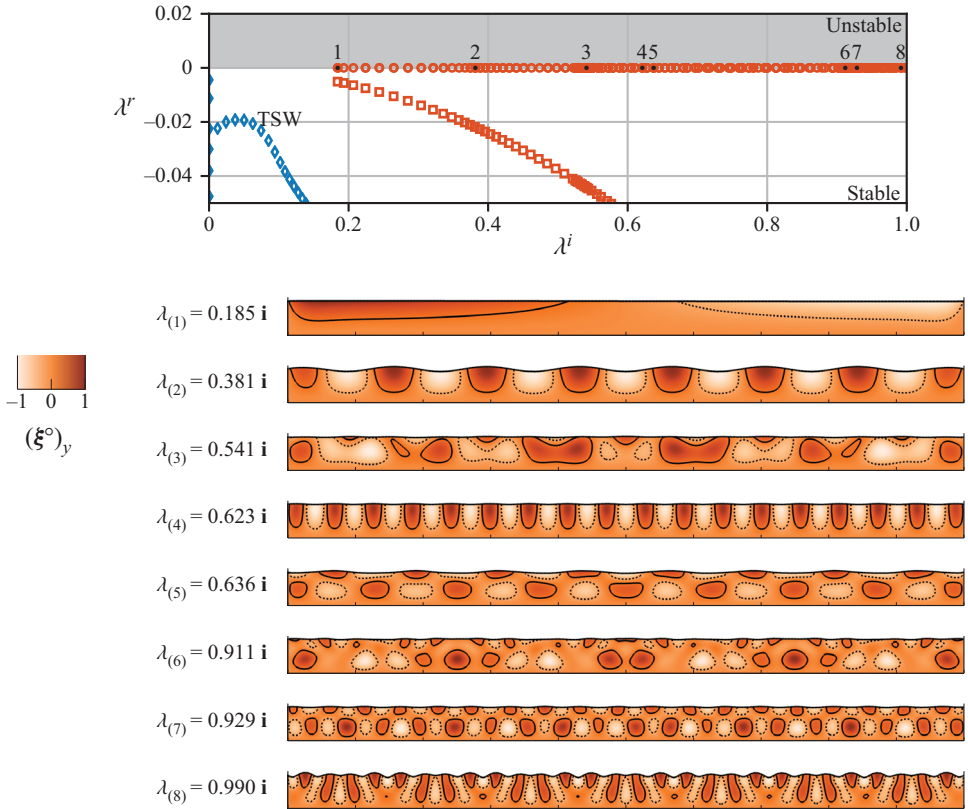 0.02
Unstable
1 2 3 45 67 8
0
λʳ
TSW
−0.02
−0.04
Stable
0 0.2 0.4 0.6 0.8 1.0
λⁱ
λ(1) = 0.185 i
λ(2) = 0.381 i
−1 0 1
(ξ°)y
λ(3) = 0.541 i
λ(4) = 0.623 i
λ(5) = 0.636 i
λ(6) = 0.911 i
λ(7) = 0.929 i
λ(8) = 0.990 i